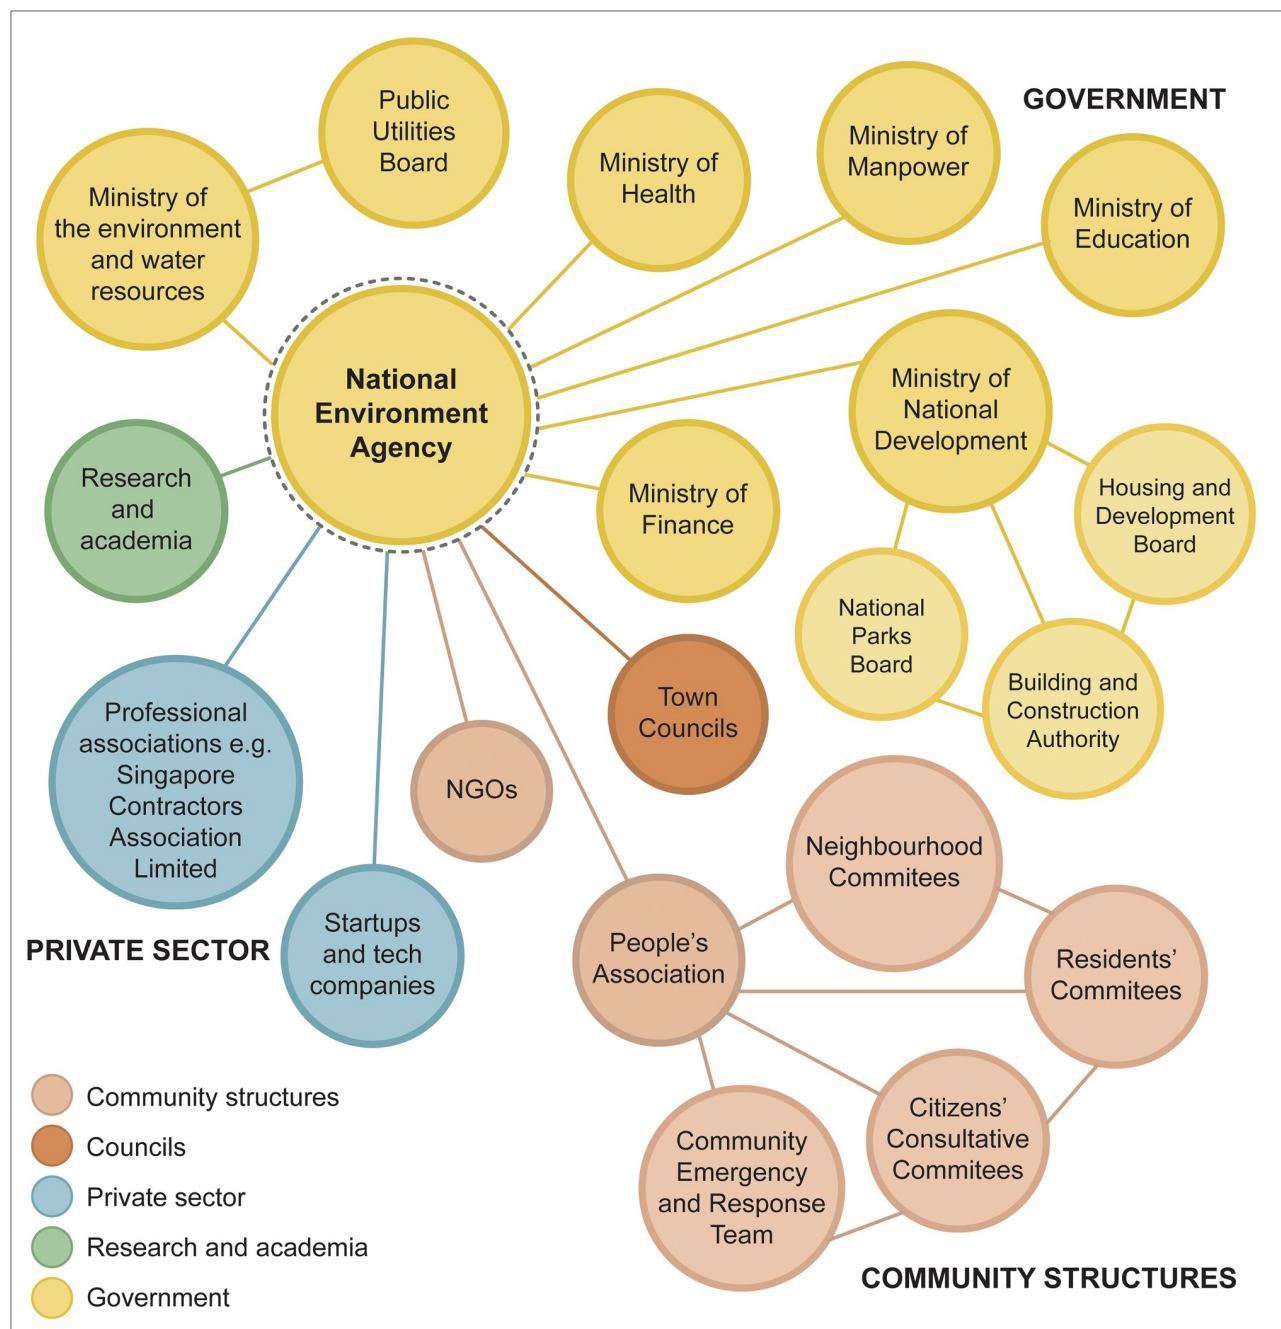 Public
Utilities
Board
GOVERNMENT
Ministry of
Manpower
Ministry of
Health
Ministry of
the environment
and water
resources
Ministry of
Education
National
Environment
Agency
Ministry of
National
Development
Research
and
academia
Ministry of
Finance
Housing and
Development
Board
National
Parks
Board
Building and
Construction
Authority
Town
Councils
Professional
associations e.g.
Singapore
Contractors
Association
Limited
NGOs
Neighbourhood
Commitees
PRIVATE SECTOR
Startups
and tech
companies
People’s
Association
Residents’
Commitees
Citizens’
Consultative
Commitees
Community
Emergency
and Response
Team
COMMUNITY STRUCTURES
Community structures
Councils
Private sector
Research and academia
Government